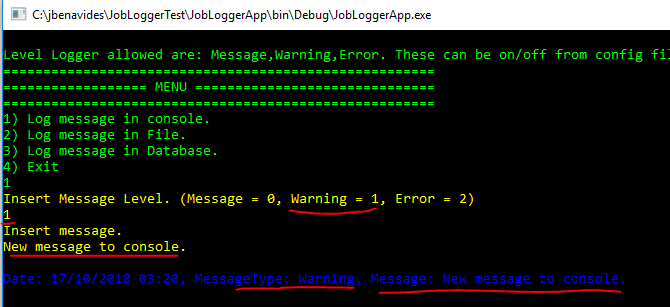 C:\jbenavides\JobLoggerTest\JobLoggerApp\bin\Debug\JobLoggerApp.exe
Level Logger allowed are: Message,Warning,Error. These can be on/off from config fil
======================================================
================== MENU ==============================
======================================================
1) Log message in console.
2) Log message in File.
3) Log message in Database.
4) Exit
1
Insert Message Level. (Message = 0, Warning = 1, Error = 2)
1
Insert message.
New message to console.
Date: 17/10/2018 03:20, MessageType: Warning, Message: New message to console.